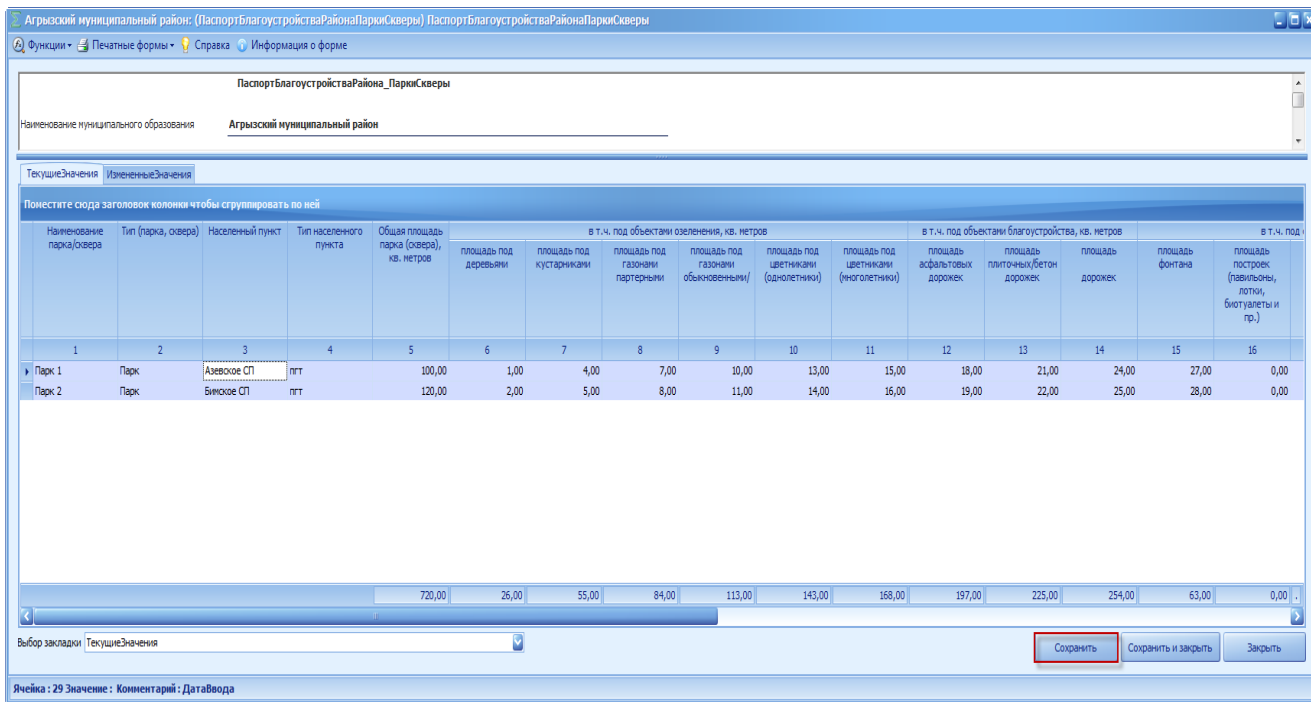 Агрызский муниципальный район: (ПаспортБлагоустройстваРайонаПаркиСкверы) ПаспортБлагоустройстваРайонаПаркиСкверы
Функции Печатные формы Справка Информация о форме
ПаспортБлагоустройстваРайона_ПаркиСкверы
Наименование муниципального образования Агрызский муниципальный район
ТекущиеЗначения ИзмененныеЗначения
Поместите сюда заголовок колонки чтобы сгруппировать по ней
Наименование парка/сквера Тип (парка, сквера) Населенный пункт Тип населенного пункта Общая площадь парка (сквера), кв. метров
в т.ч. под объектами озеленения, кв. метров в т.ч. под объектами благоустройства, кв. метров в т.ч. под
площадь под деревьями площадь под кустарниками площадь под газонами партерными площадь под газонами обыкновенными/ площадь под цветниками (однолетники) площадь под цветниками (многолетники) площадь асфальтовых дорожек площадь плиточных/бетон дорожек площадь дорожек площадь фонтана площадь построек (павильоны, лотки, биотуалеты и пр.)
1 2 3 4 5 6 7 8 9 10 11 12 13 14 15 16
Парк 1 Парк Азевское СП пгт 100,00 1,00 4,00 7,00 10,00 13,00 15,00 18,00 21,00 24,00 27,00 0,00
Парк 2 Парк Бимское СП пгт 120,00 2,00 5,00 8,00 11,00 14,00 16,00 19,00 22,00 25,00 28,00 0,00
720,00 26,00 55,00 84,00 113,00 143,00 168,00 197,00 225,00 254,00 63,00 0,00 .
Выбор закладки ТекущиеЗначения
Сохранить Сохранить и закрыть Закрыть
Ячейка : 29 Значение : Комментарий : ДатаВвода